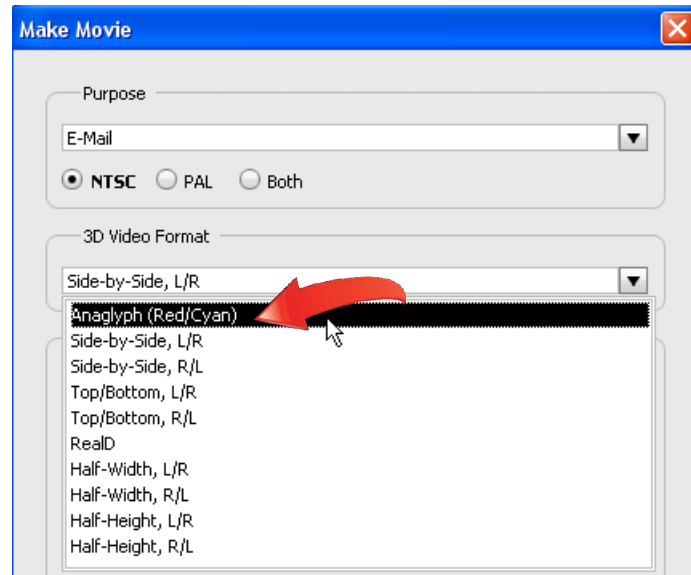 Make Movie
Purpose
E-Mail
NTSC PAL Both
3D Video Format
Side-by-Side, L/R
Anaglyph (Red/Cyan)
Side-by-Side, L/R
Side-by-Side, R/L
Top/Bottom, L/R
Top/Bottom, R/L
RealD
Half-Width, L/R
Half-Width, R/L
Half-Height, L/R
Half-Height, R/L